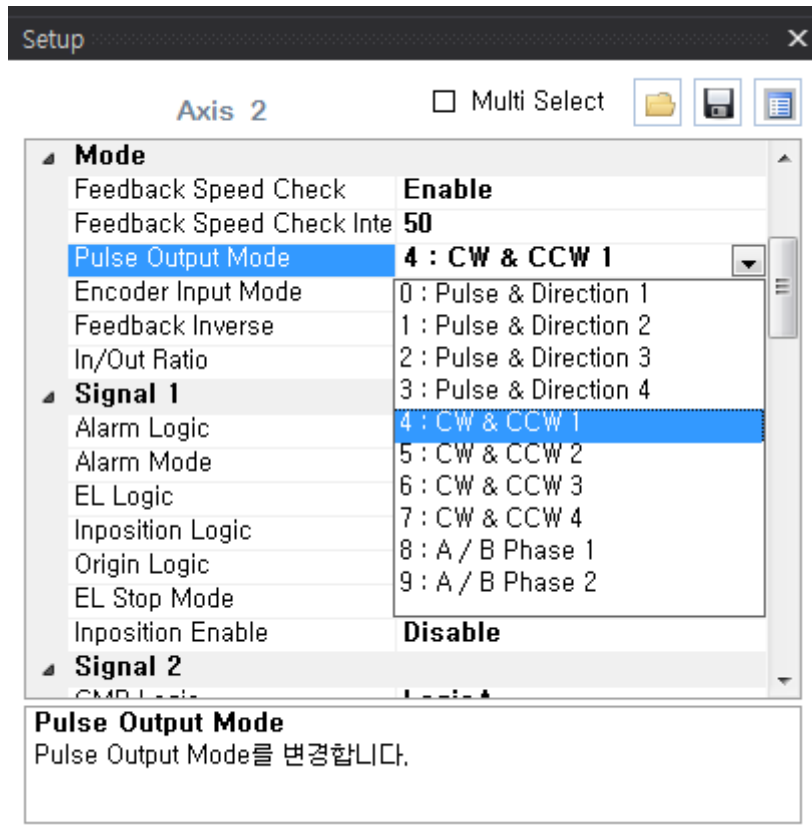 Setup
Axis 2
Multi Select
Mode
Feedback Speed Check Enable
Feedback Speed Check Inte 50
Pulse Output Mode 4 : CW & CCW 1
Encoder Input Mode
Feedback Inverse
In/Out Ratio
0 : Pulse & Direction 1
1 : Pulse & Direction 2
2 : Pulse & Direction 3
3 : Pulse & Direction 4
4 : CW & CCW 1
5 : CW & CCW 2
6 : CW & CCW 3
7 : CW & CCW 4
8 : A / B Phase 1
9 : A / B Phase 2
Signal 1
Alarm Logic
Alarm Mode
EL Logic
Inposition Logic
Origin Logic
EL Stop Mode
Inposition Enable Disable
Signal 2
Pulse Output Mode
Pulse Output Mode를 변경합니다.